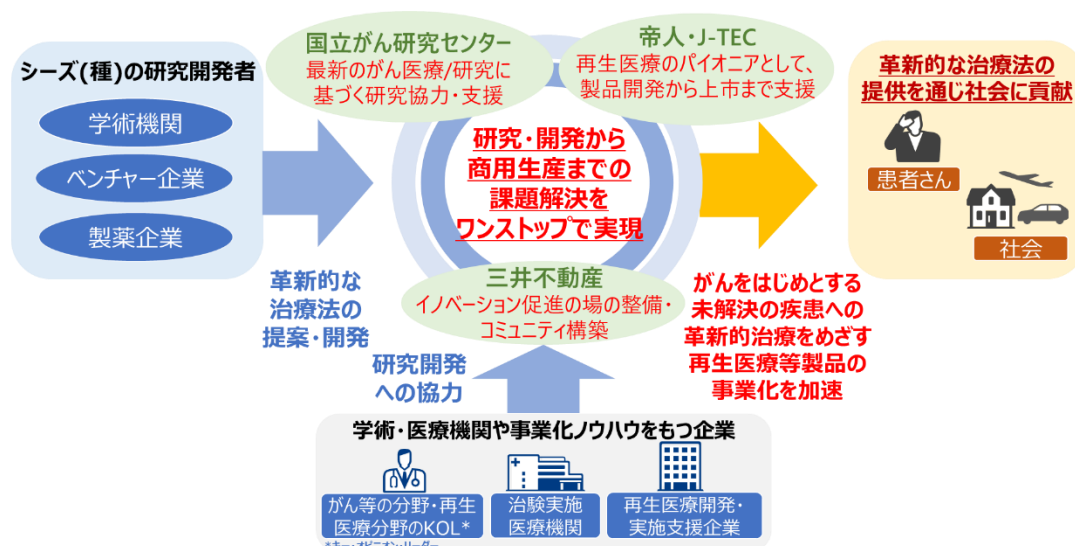 シーズ(種)の研究開発者
学術機関
ベンチャー企業
製薬企業
革新的な
治療法の
提案・開発
国立がん研究センター
最新のがん医療/研究に
基づく研究協力・支援
帝人・J-TEC
再生医療のパイオニアとして、
製品開発から上市まで支援
研究・開発から
商用生産までの
課題解決を
ワンストップで実現
三井不動産
イノベーション促進の場の整備・
コミュニティ構築
革新的な治療法の
提供を通じ社会に貢献
患者さん
社会
がんをはじめとする
未解決の疾患への
革新的治療をめざす
再生医療等製品の
事業化を加速
研究開発
への協力
学術・医療機関や事業化ノウハウをもつ企業
がん等の分野・再生
医療分野のKOL*
治験実施
医療機関
再生医療開発・
実施支援企業
*キー・オピニオン・リーダー